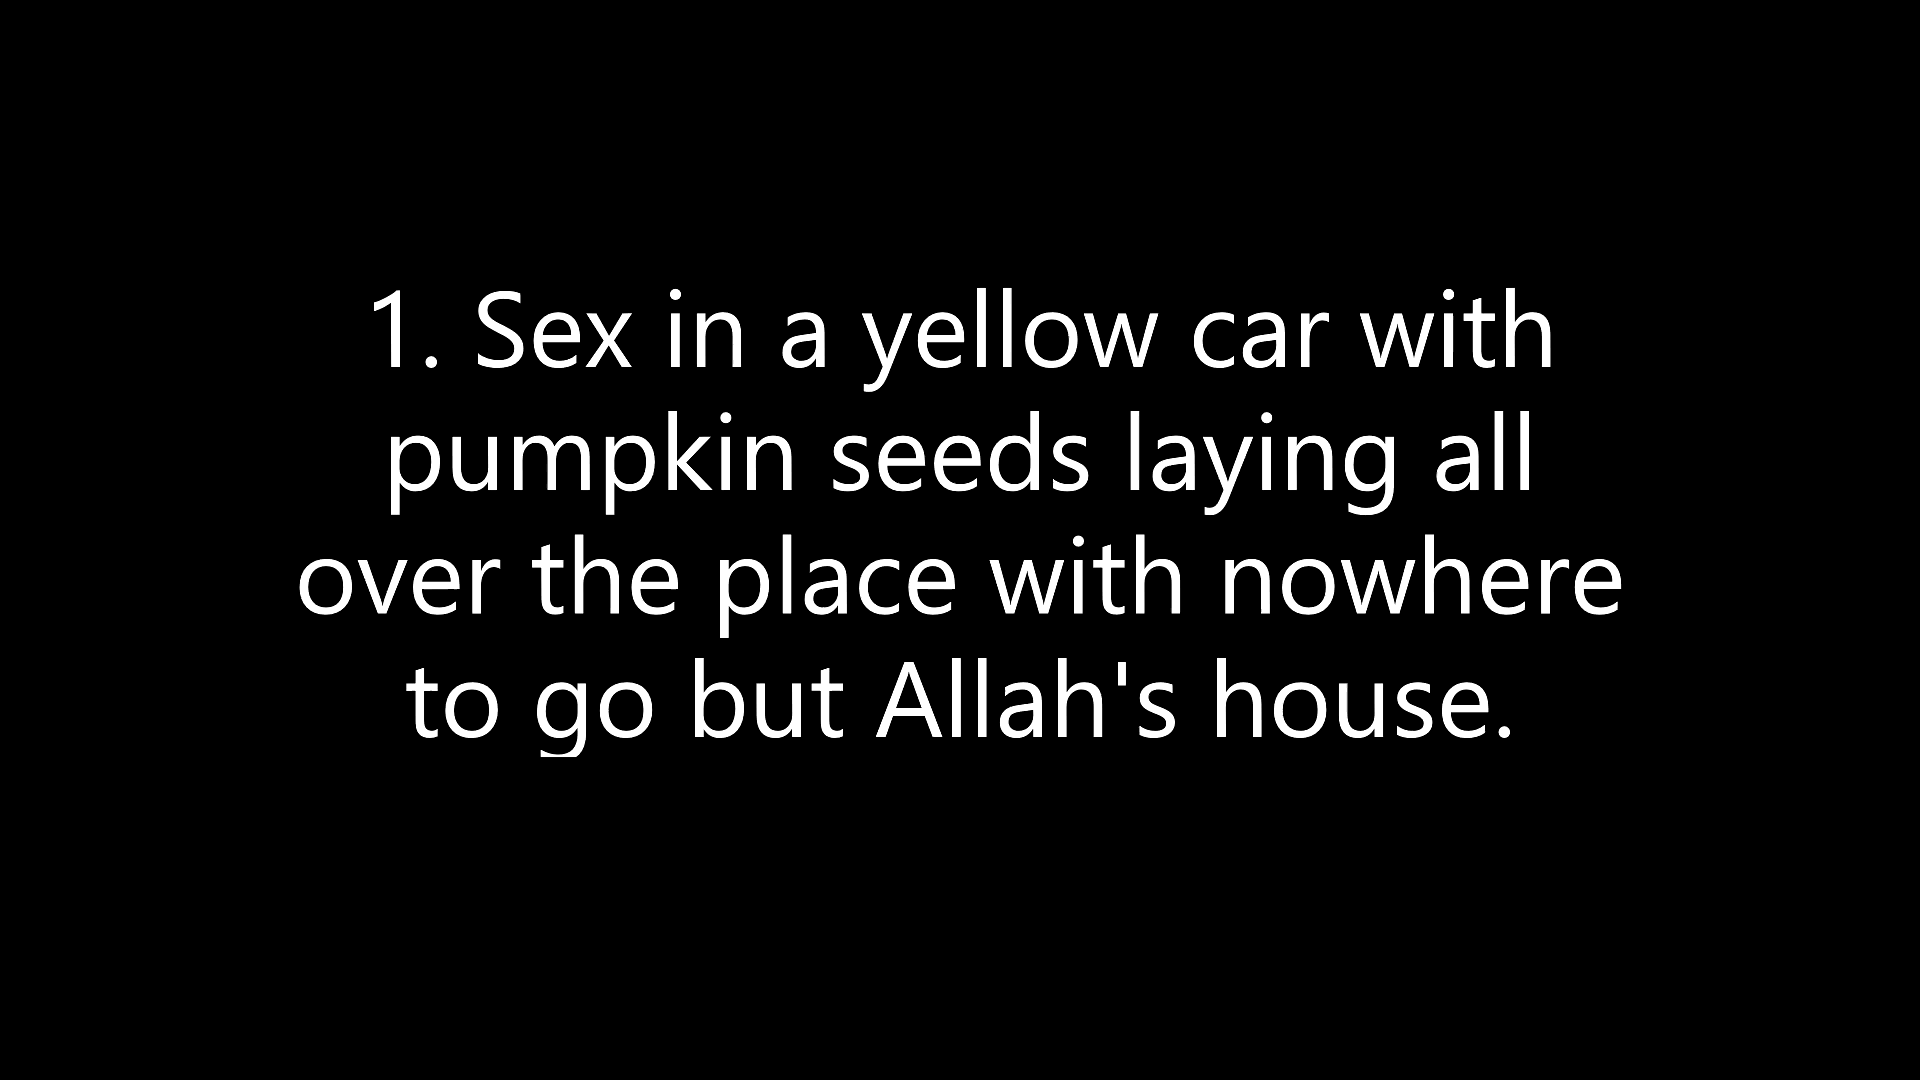 1. Sex in a yellow car with
pumpkin seeds laying all
over the place with nowhere
to go but Allah's house.